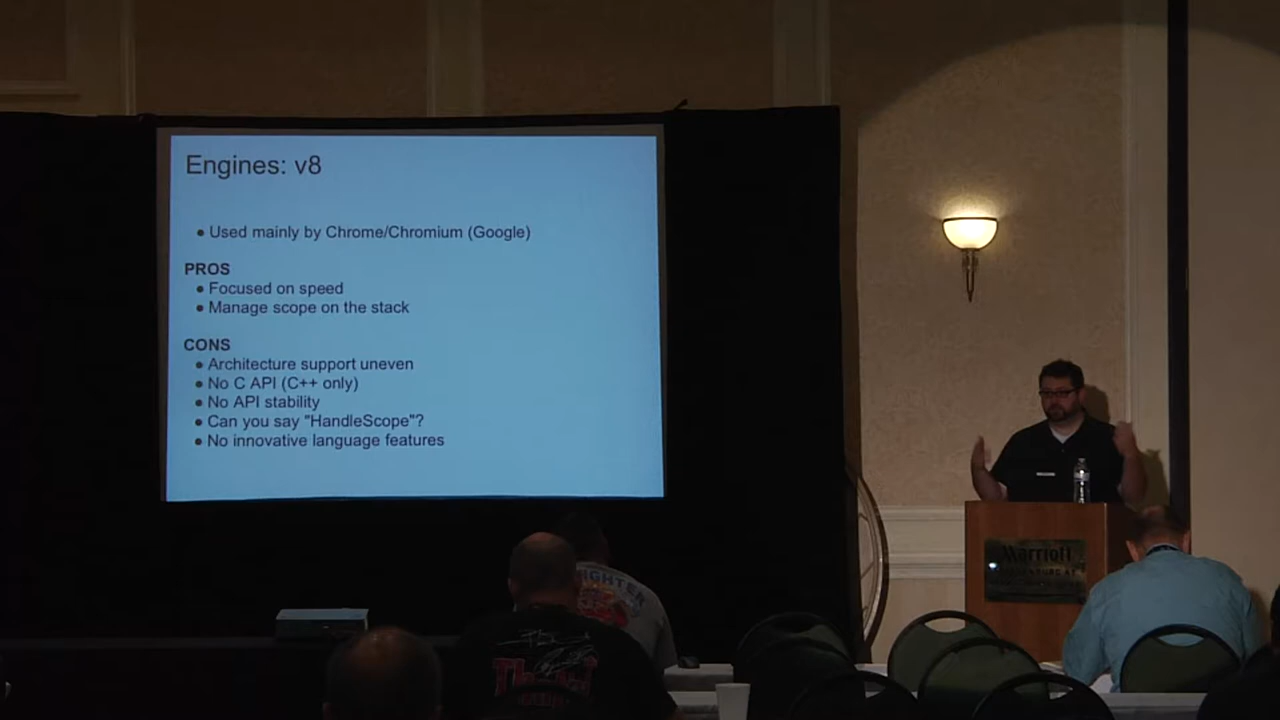 Engines: v8
● Used mainly by Chrome/Chromium (Google)
PROS
● Focused on speed
● Manage scope on the stack
CONS
● Architecture support uneven
● No C API (C++ only)
● No API stability
● Can you say "HandleScope"?
● No innovative language features
Marriott